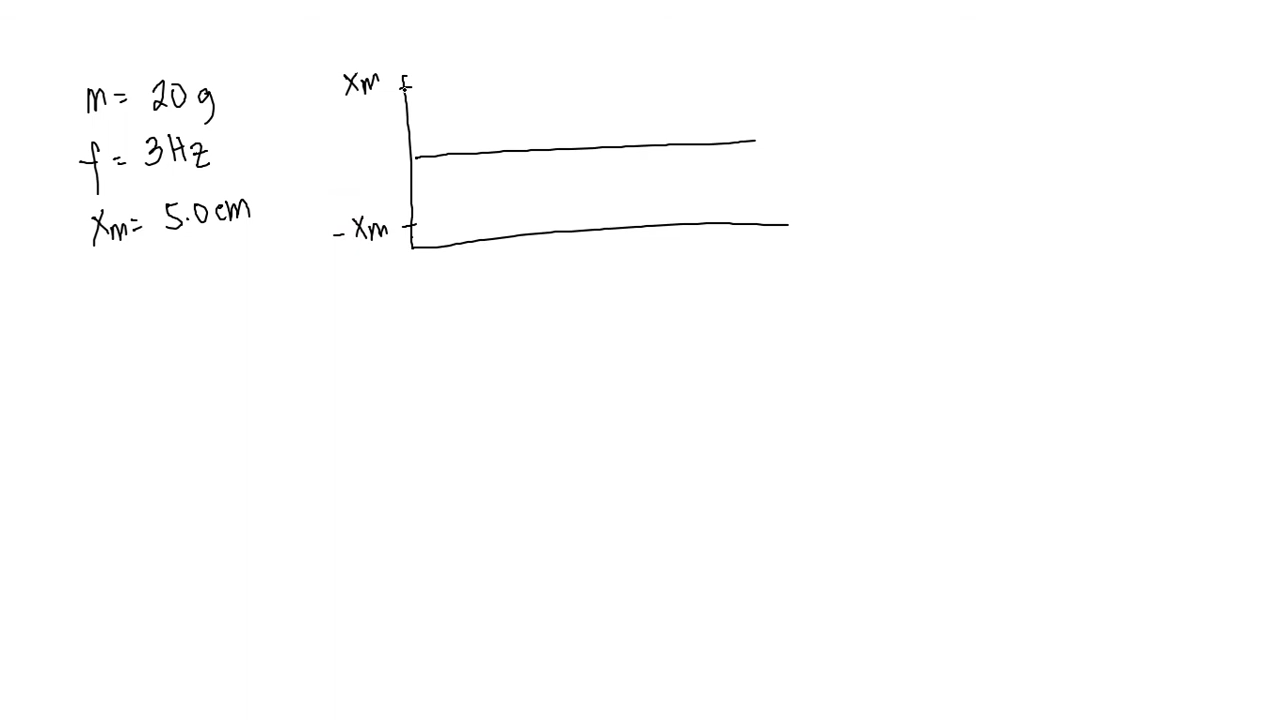 m = 20 g
f = 3 Hz
xm = 5.0 cm
xm
- xm